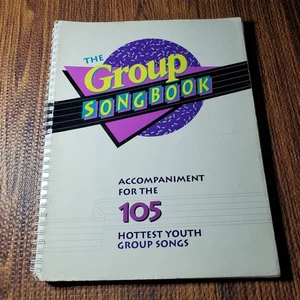 THE
Group
SONGBOOK
ACCOMPANIMENT
FOR THE
105
HOTTEST YOUTH
GROUP SONGS